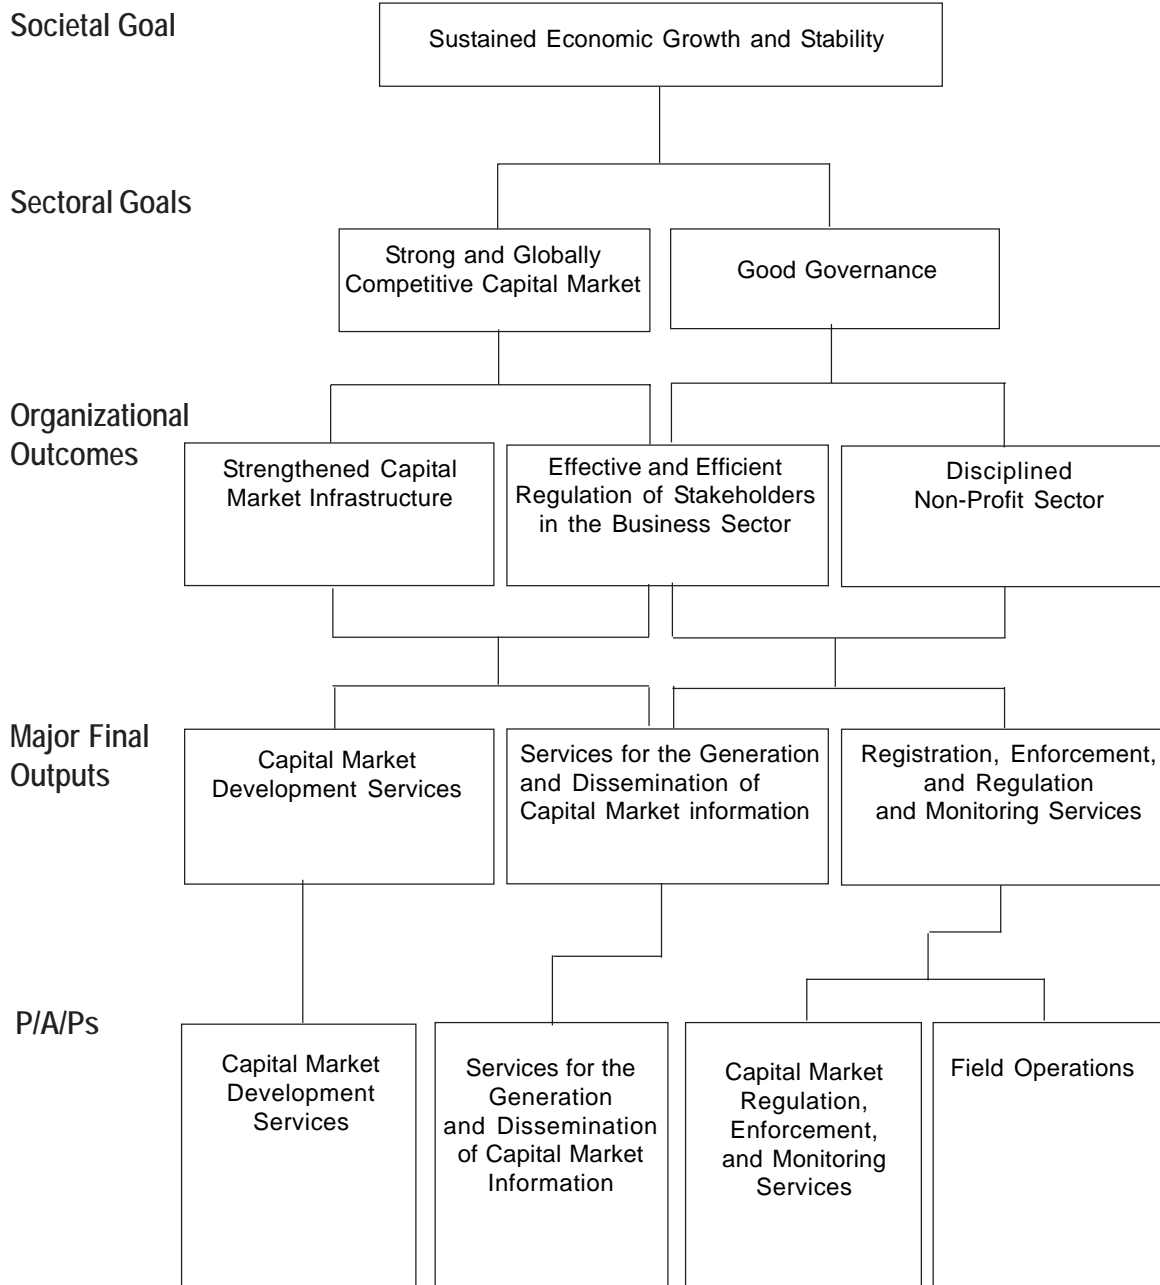 Societal Goal
Sustained Economic Growth and Stability
Sectoral Goals
Strong and Globally
Competitive Capital Market
Good Governance
Organizational
Outcomes
Strengthened Capital
Market Infrastructure
Effective and Efficient
Regulation of Stakeholders
in the Business Sector
Disciplined
Non-Profit Sector
Major Final
Outputs
Capital Market
Development Services
Services for the Generation
and Dissemination of
Capital Market information
Registration, Enforcement,
and Regulation
and Monitoring Services
P/A/Ps
Capital Market
Development
Services
Services for the
Generation
and Dissemination
of Capital Market
Information
Capital Market
Regulation,
Enforcement,
and Monitoring
Services
Field Operations